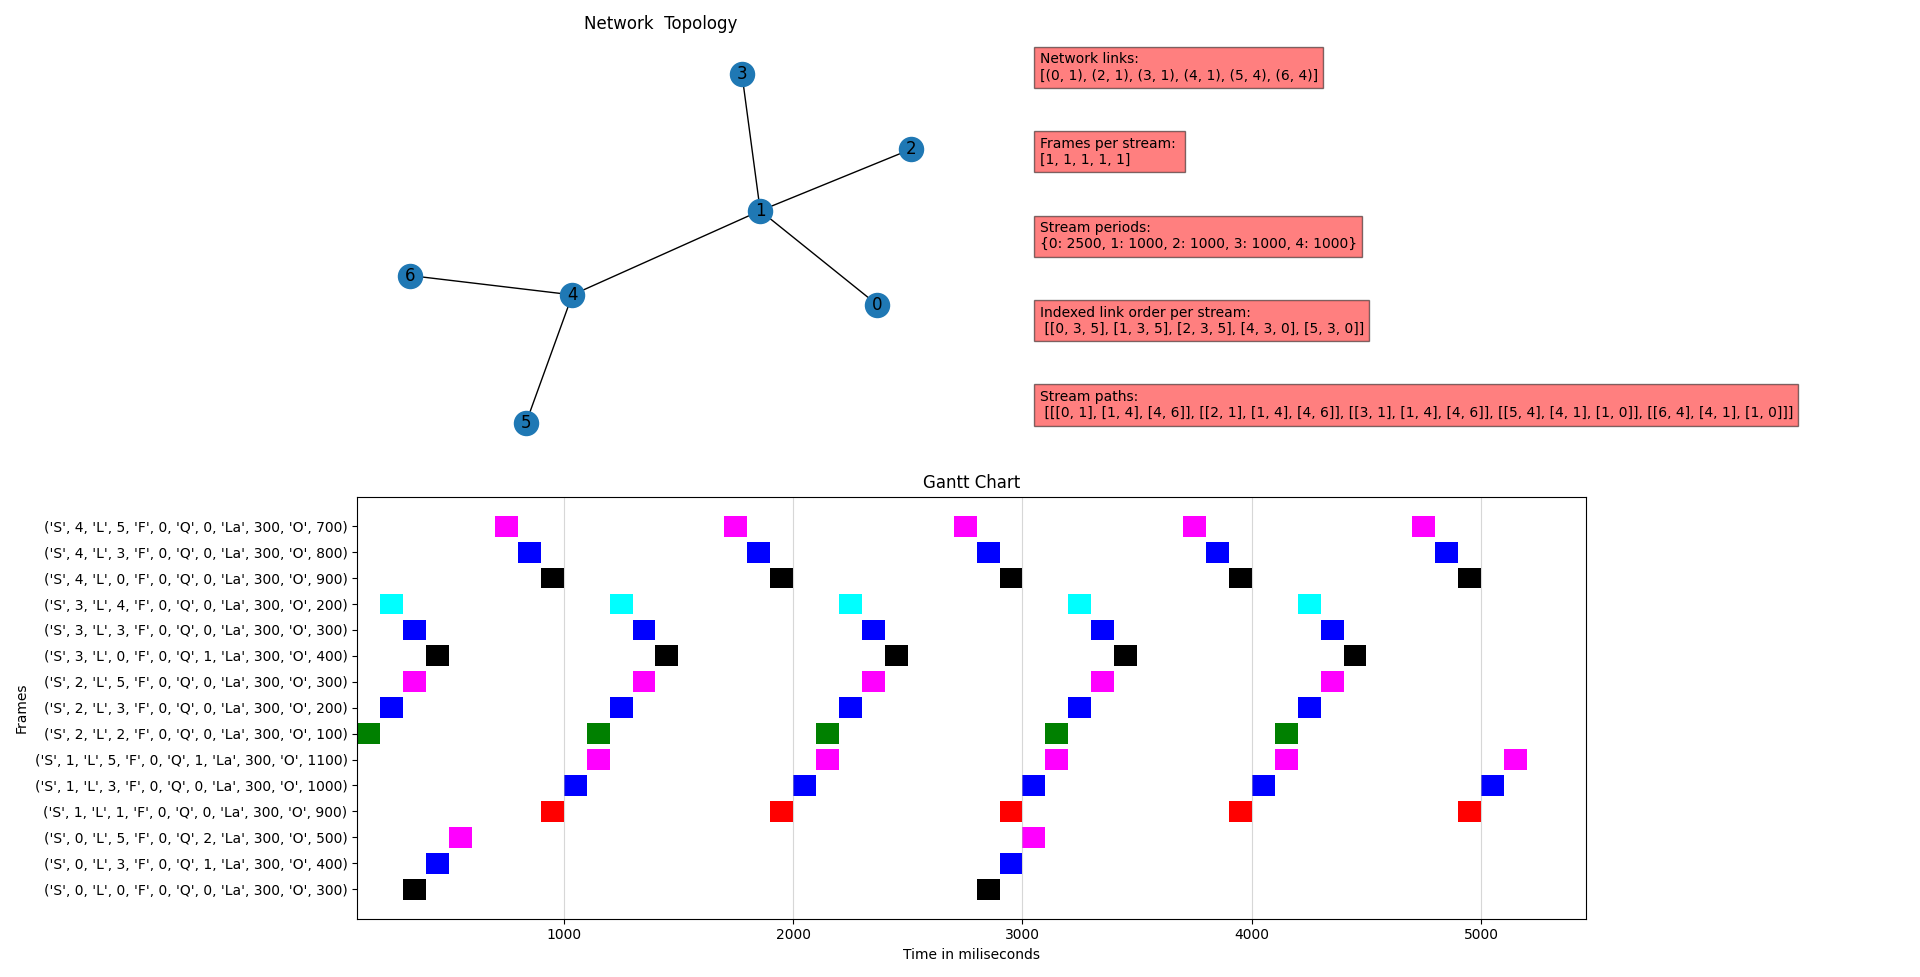 Network  Topology
3
2
1
6
4
0
5
Network links:
[(0, 1), (2, 1), (3, 1), (4, 1), (5, 4), (6, 4)]
Frames per stream:
[1, 1, 1, 1, 1]
Stream periods:
{0: 2500, 1: 1000, 2: 1000, 3: 1000, 4: 1000}
Indexed link order per stream:
[[0, 3, 5], [1, 3, 5], [2, 3, 5], [4, 3, 0], [5, 3, 0]]
Stream paths:
[[[0, 1], [1, 4], [4, 6]], [[2, 1], [1, 4], [4, 6]], [[3, 1], [1, 4], [4, 6]], [[5, 4], [4, 1], [1, 0]], [[6, 4], [4, 1], [1, 0]]]
Gantt Chart
Frames
('S', 4, 'L', 5, 'F', 0, 'Q', 0, 'La', 300, 'O', 700)
('S', 4, 'L', 3, 'F', 0, 'Q', 0, 'La', 300, 'O', 800)
('S', 4, 'L', 0, 'F', 0, 'Q', 0, 'La', 300, 'O', 900)
('S', 3, 'L', 4, 'F', 0, 'Q', 0, 'La', 300, 'O', 200)
('S', 3, 'L', 3, 'F', 0, 'Q', 0, 'La', 300, 'O', 300)
('S', 3, 'L', 0, 'F', 0, 'Q', 1, 'La', 300, 'O', 400)
('S', 2, 'L', 5, 'F', 0, 'Q', 0, 'La', 300, 'O', 300)
('S', 2, 'L', 3, 'F', 0, 'Q', 0, 'La', 300, 'O', 200)
('S', 2, 'L', 2, 'F', 0, 'Q', 0, 'La', 300, 'O', 100)
('S', 1, 'L', 5, 'F', 0, 'Q', 1, 'La', 300, 'O', 1100)
('S', 1, 'L', 3, 'F', 0, 'Q', 0, 'La', 300, 'O', 1000)
('S', 1, 'L', 1, 'F', 0, 'Q', 0, 'La', 300, 'O', 900)
('S', 0, 'L', 5, 'F', 0, 'Q', 2, 'La', 300, 'O', 500)
('S', 0, 'L', 3, 'F', 0, 'Q', 1, 'La', 300, 'O', 400)
('S', 0, 'L', 0, 'F', 0, 'Q', 0, 'La', 300, 'O', 300)
1000 2000 3000 4000 5000
Time in miliseconds